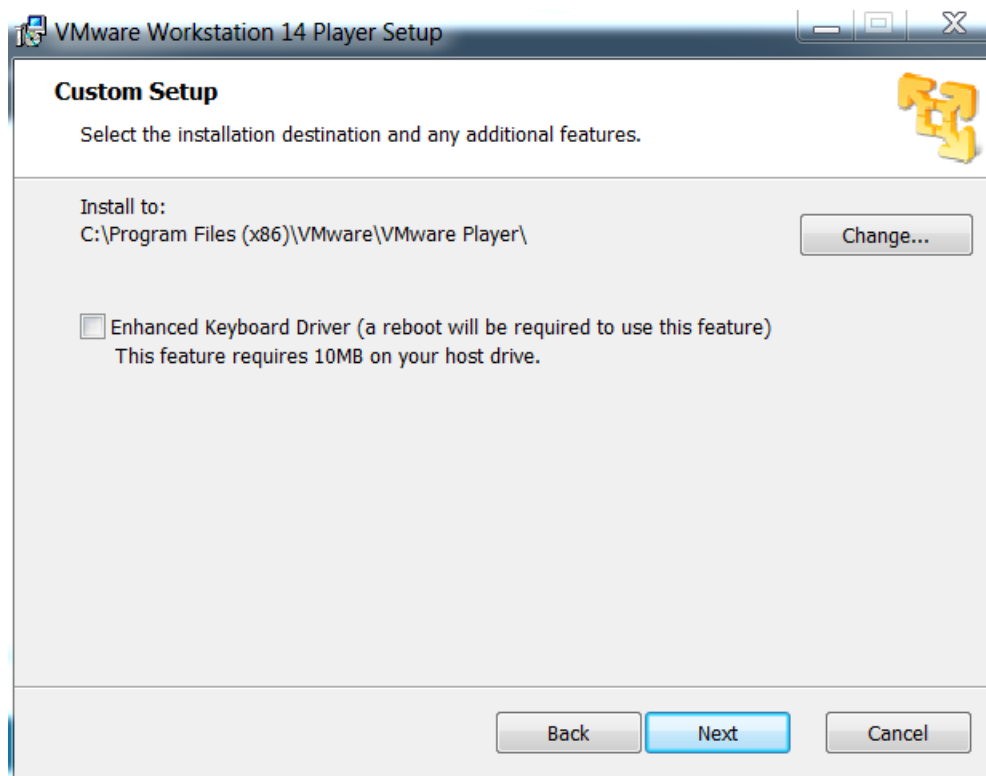 VMware Workstation 14 Player Setup
Custom Setup
Select the installation destination and any additional features.
Install to:
C:\Program Files (x86)\VMware\VMware Player\
Change...
Enhanced Keyboard Driver (a reboot will be required to use this feature)
This feature requires 10MB on your host drive.
Back Next Cancel